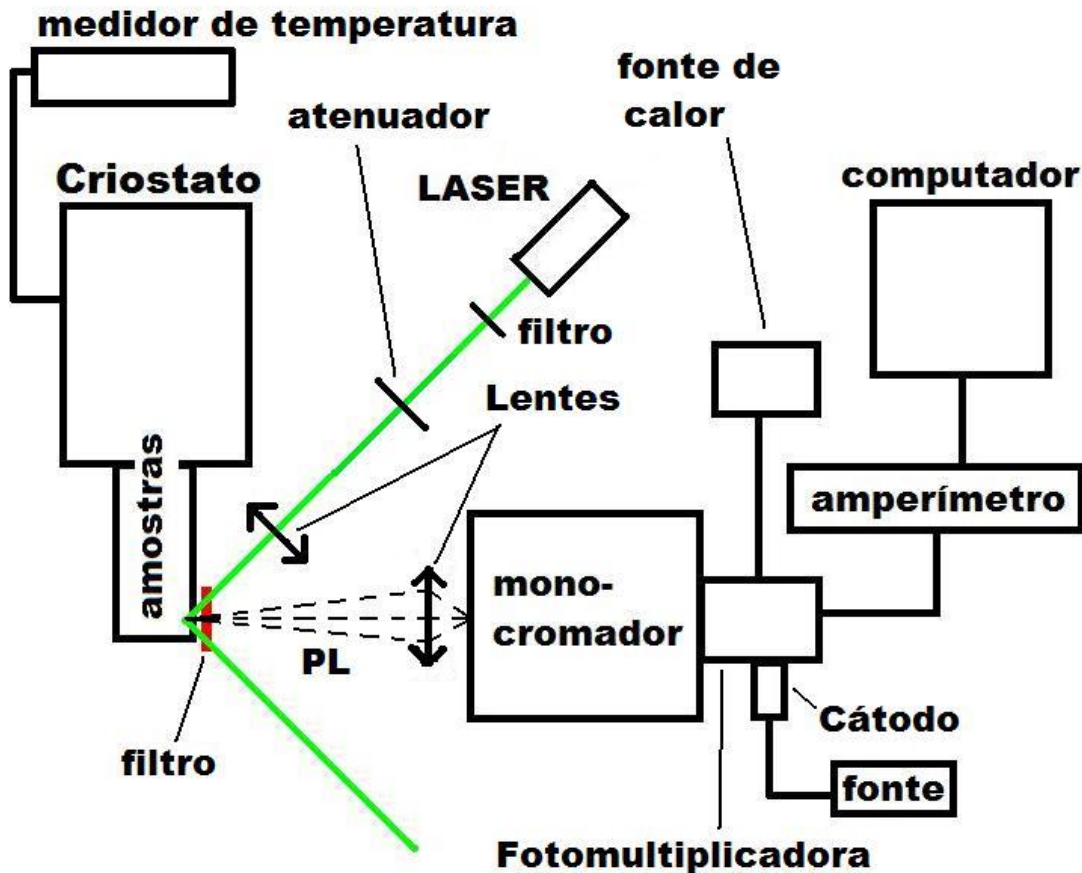 medidor de temperatura
fonte de
calor
atenuador
Criostato
LASER
computador
filtro
Lentes
amostras
amperímetro
mono-
cromador
PL
Cátodo
filtro
fonte
Fotomultiplicadora